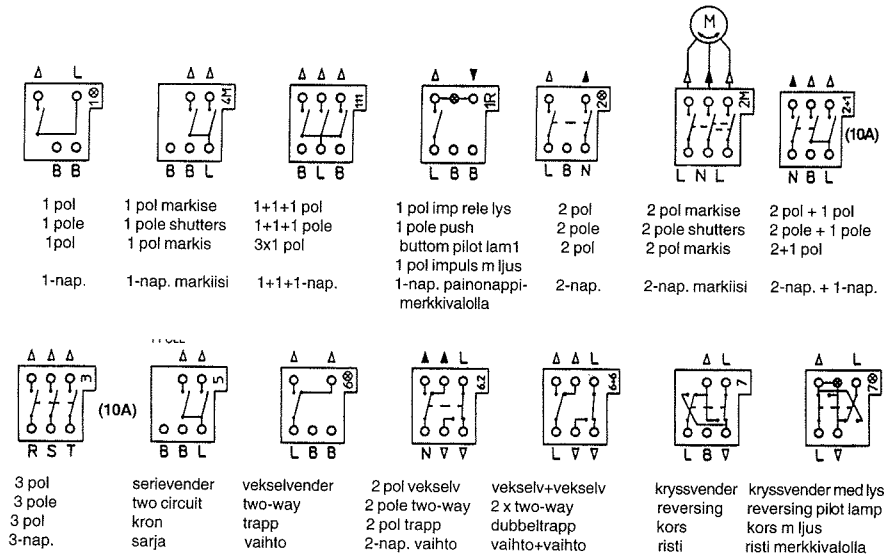 M
L
1
4M
111
1R
2
2M
2+1
(10A)
B B
B B L
B L B
L B B
L B N
L N L
N B L
1 pol
1 pole
1pol
1-nap.
1 pol markise
1 pole shutters
1 pol markis
1-nap. markiisi
1+1+1 pol
1+1+1 pole
3x1 pol
1+1+1-nap.
1 pol imp rele lys
1 pole push
buttom pilot lam1
1 pol impuls m ljus
1-nap. painonappi-
merkkivalolla
2 pol
2 pole
2 pol
2-nap.
2 pol markise
2 pole shutters
2 pol markis
2-nap. markiisi
2 pol + 1 pol
2 pole + 1 pole
2+1 pol
2-nap. + 1-nap.
L
L
L
L
3
5
6
6.2
6+6
7
7
(10A)
R S T
B B L
L B B
N
L
L B
L
3 pol
3 pole
3 pol
3-nap.
serievender
two circuit
kron
sarja
vekselvender
two-way
trapp
vaihto
2 pol vekselv
2 pole two-way
2 pol trapp
2-nap. vaihto
vekselv+vekselv
2 x two-way
dubbeltrapp
vaihto+vaihto
kryssvender
reversing
kors
risti
kryssvender med lys
reversing pilot lamp
kors m ljus
risti merkkivalolla